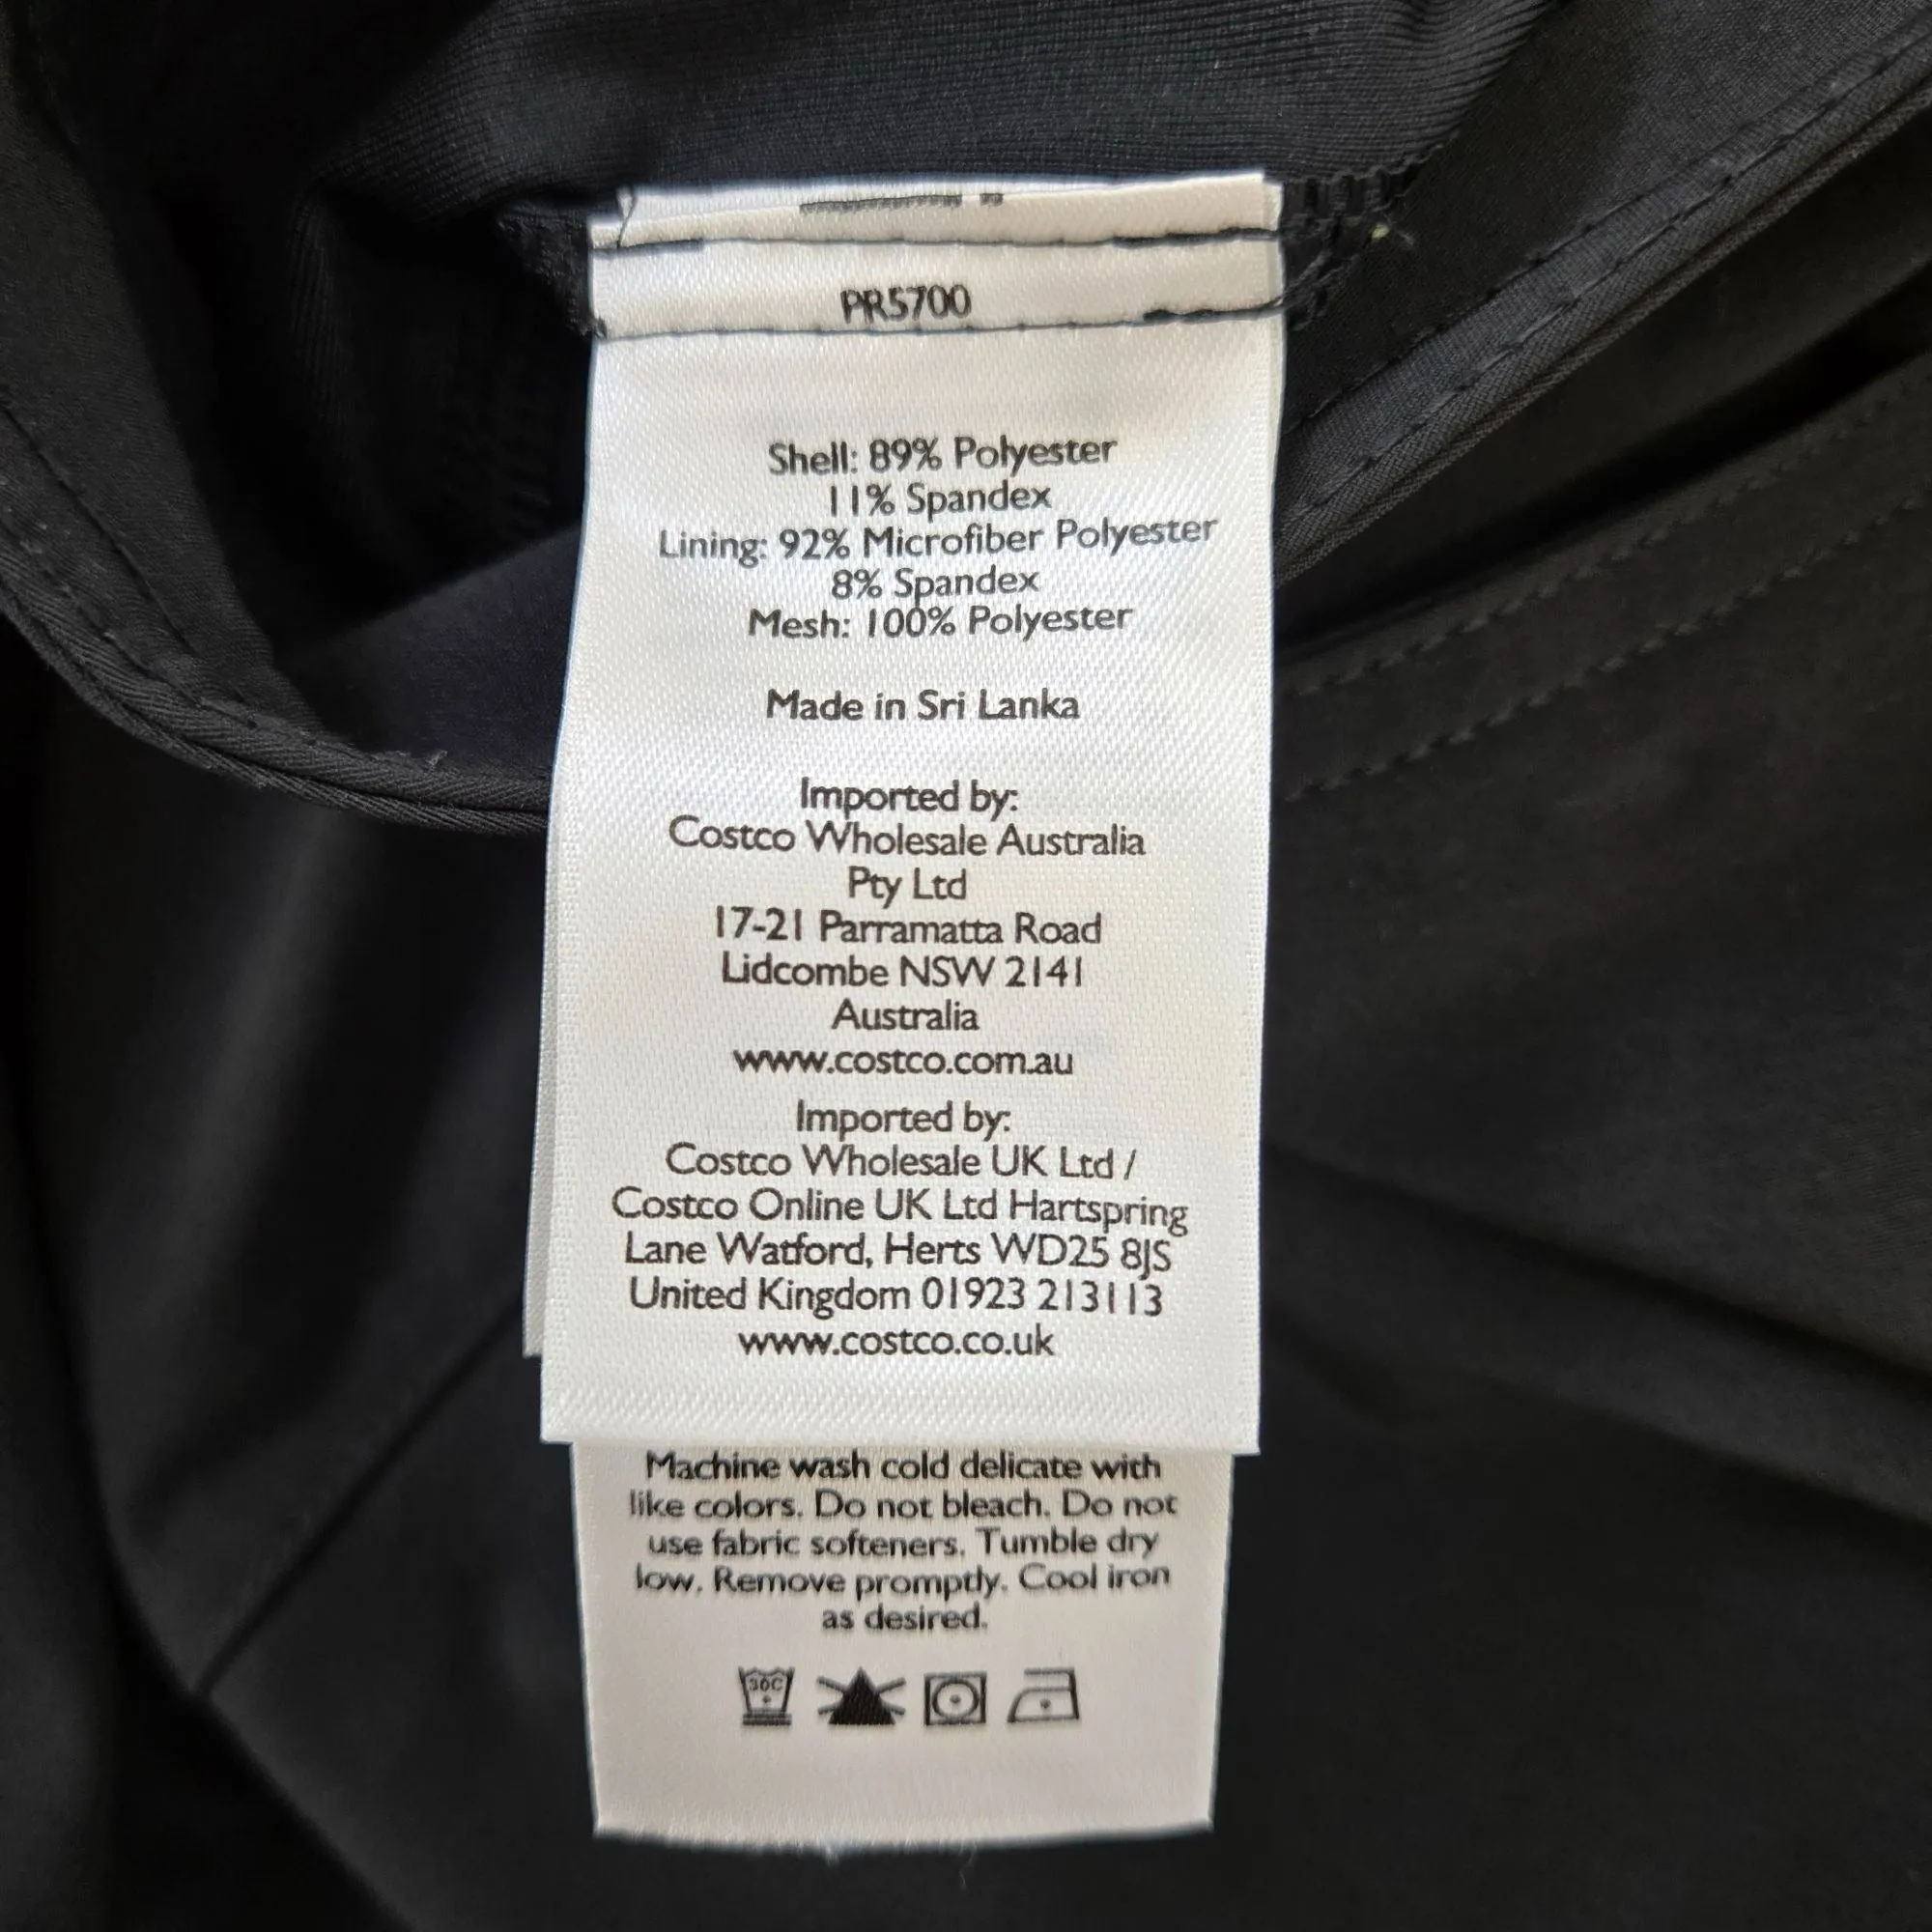 PR5700
Shell: 89% Polyester
11% Spandex
Lining: 92% Microfiber Polyester
8% Spandex
Mesh: 100% Polyester
Made in Sri Lanka
Imported by:
Costco Wholesale Australia
Pty Ltd
17-21 Parramatta Road
Lidcombe NSW 2141
Australia
www.costco.com.au
Imported by:
Costco Wholesale UK Ltd /
Costco Online UK Ltd Hartspring
Lane Watford, Herts WD25 8JS
United Kingdom 01923 213113
www.costco.co.uk
Machine wash cold delicate with
like colors. Do not bleach. Do not
use fabric softeners. Tumble dry
low. Remove promptly. Cool iron
as desired.
30C